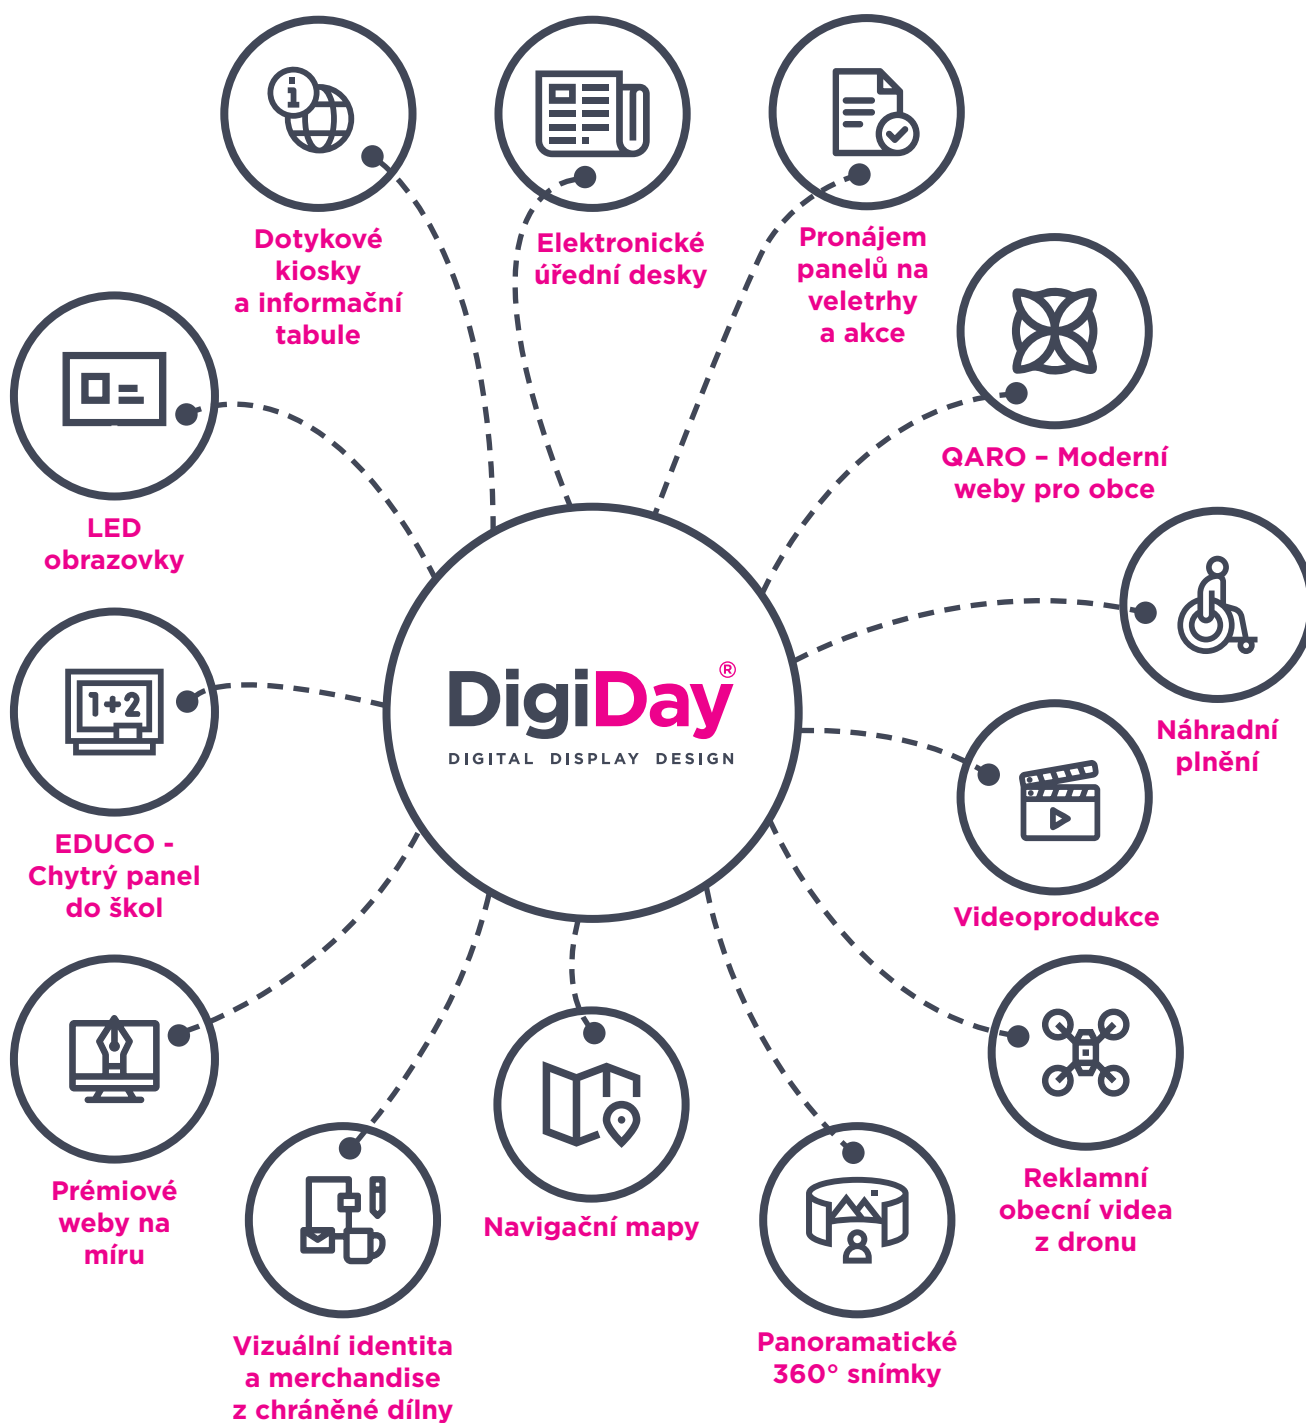 Dotykové
kiosky
a informační
tabule
Elektronické
úřední desky
Pronájem
panelů na
veletrhy
a akce
QARO – Moderní
weby pro obce
LED
obrazovky
Náhradní
plnění
1+2
EDUCO -
Chytrý panel
do škol
DigiDay®
DIGITAL DISPLAY DESIGN
Videoprodukce
Prémiové
weby na
míru
Vizuální identita
a merchandise
z chráněné dílny
Navigační mapy
Panoramatické
360° snímky
Reklamní
obecní videa
z dronu